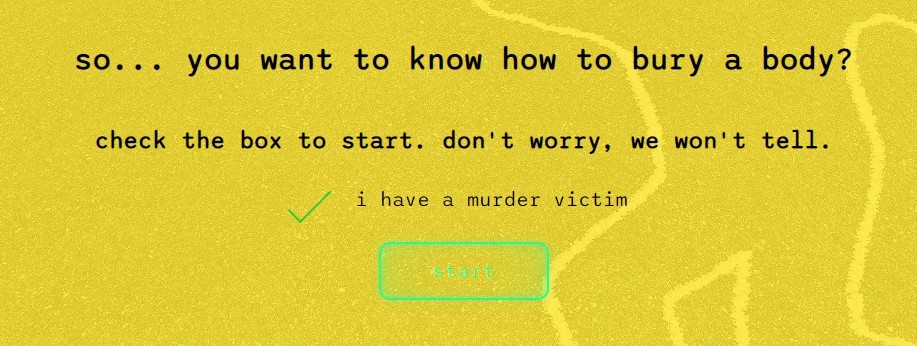 so... you want to know how to bury a body?
check the box to start. don't worry, we won't tell.
i have a murder victim
start